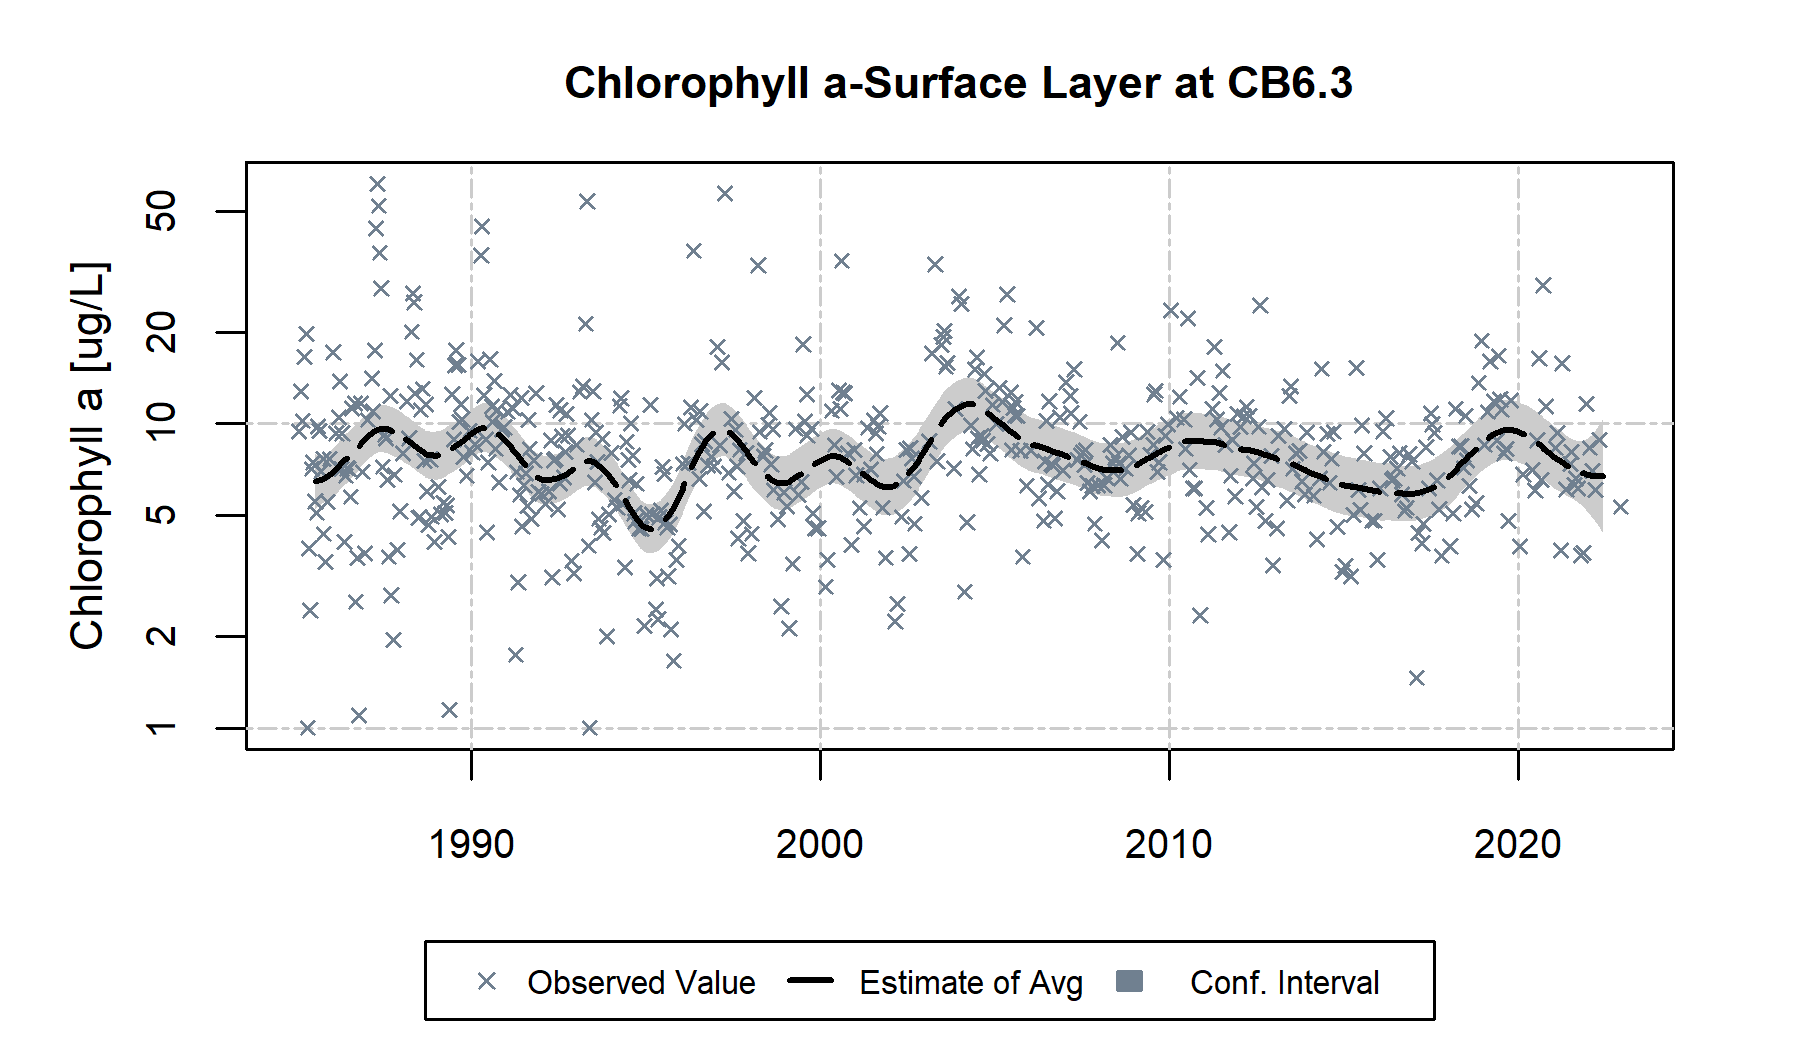 Chlorophyll a-Surface Layer at CB6.3
Chlorophyll a [ug/L]
50
20
10
5
2
1
1990 2000 2010 2020
Observed Value Estimate of Avg Conf. Interval